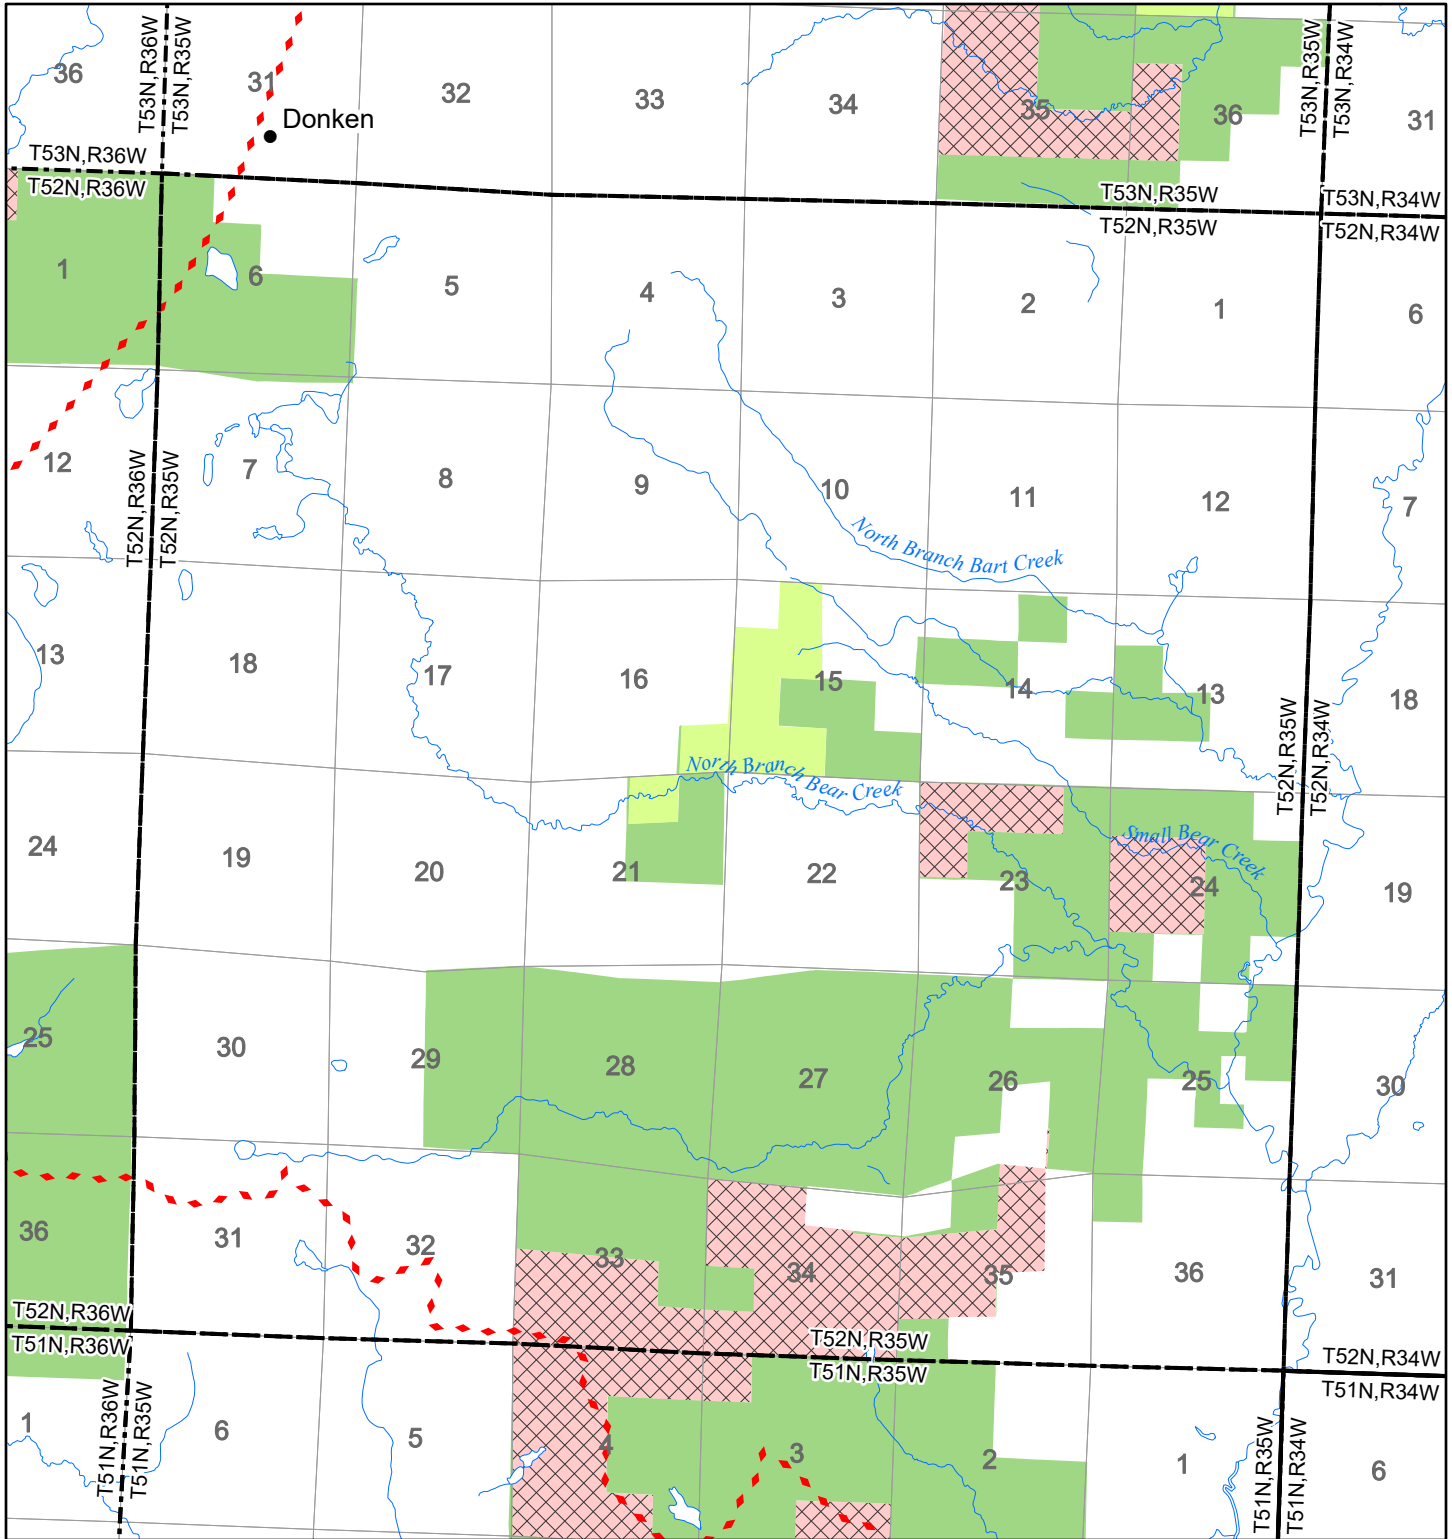 T53N,R36W
T53N,R35W
T53N,R35W
T53N,R34W
36
31
32
33
34
35
36
31
Donken
T53N,R36W
T52N,R36W
T53N,R35W
T52N,R35W
T53N,R34W
T52N,R34W
1
6
5
4
3
2
1
6
12
7
8
9
10
11
12
7
T52N,R36W
T52N,R35W
North Branch Bart Creek
13
18
17
16
15
14
13
18
T52N,R35W
T52N,R34W
North Branch Bear Creek
Small Bear Creek
24
19
20
21
22
23
24
19
25
30
29
28
27
26
25
30
36
31
32
33
34
35
36
31
T52N,R36W
T51N,R36W
T52N,R35W
T51N,R35W
T52N,R34W
T51N,R34W
T51N,R36W
T51N,R35W
T51N,R35W
T51N,R34W
1
6
5
4
3
2
1
6